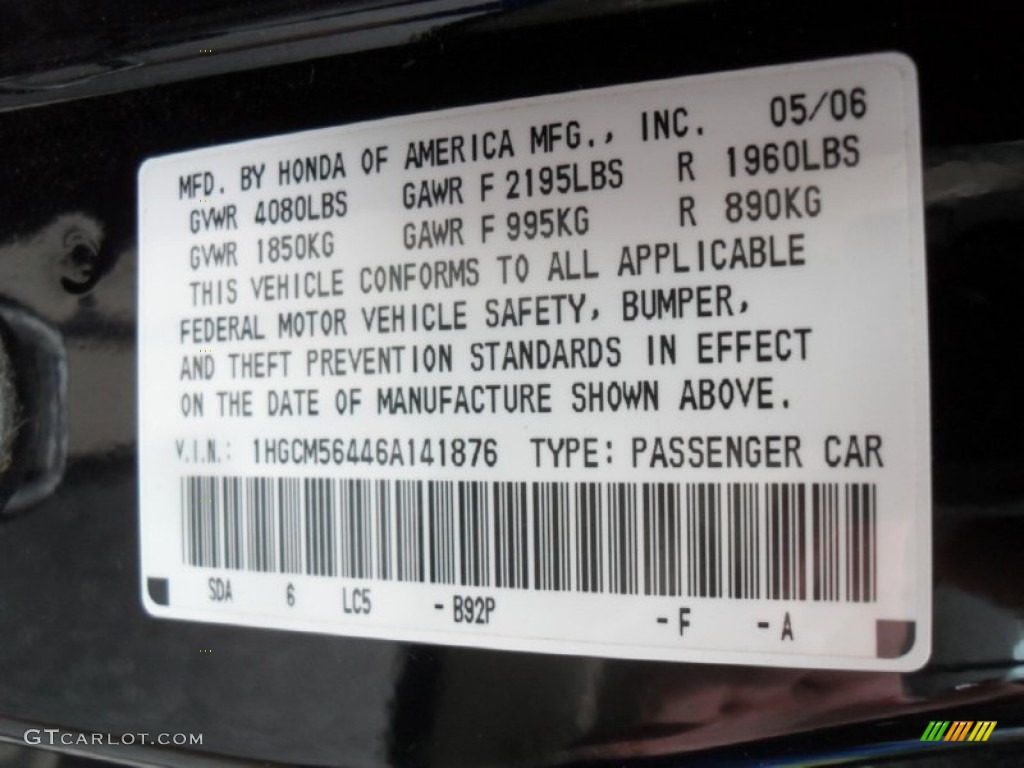 MFD. BY HONDA OF AMERICA MFG., INC. 05/06
GVWR 4080LBS GAWR F 2195LBS R 1960LBS
GVWR 1850KG GAWR F 995KG R 890KG
THIS VEHICLE CONFORMS TO ALL APPLICABLE
FEDERAL MOTOR VEHICLE SAFETY, BUMPER,
AND THEFT PREVENTION STANDARDS IN EFFECT
ON THE DATE OF MANUFACTURE SHOWN ABOVE.
V.I.N.: 1HGCM56446A141876 TYPE: PASSENGER CAR
SDA 6 LC5 - B92P - F - A
GTCARLOT.COM